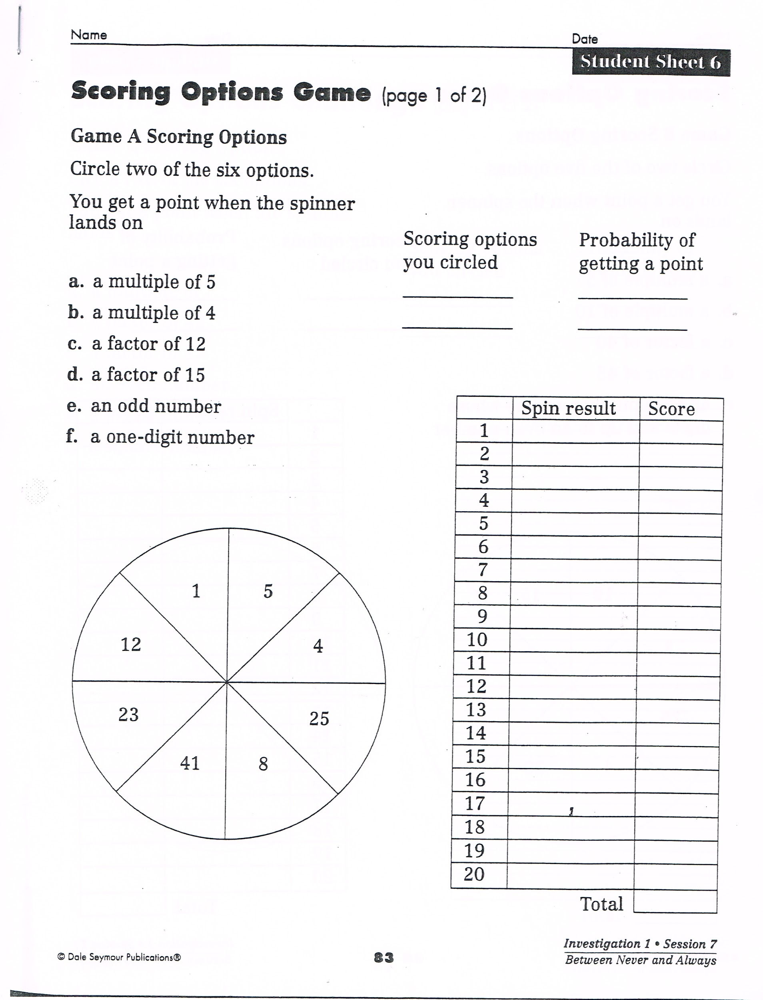 Name
Date
Student Sheet 6
Scoring Options Game (page 1 of 2)
Game A Scoring Options
Circle two of the six options.
You get a point when the spinner
lands on
a. a multiple of 5
b. a multiple of 4
c. a factor of 12
d. a factor of 15
e. an odd number
f. a one-digit number
Scoring options
you circled
Probability of
getting a point
Spin result Score
1
2
3
4
5
6
7
8
9
10
11
12
13
14
15
16
17
18
19
20
Total
1 5
12 4
23 25
41 8
© Dale Seymour Publications®
83
Investigation 1 • Session 7
Between Never and Always